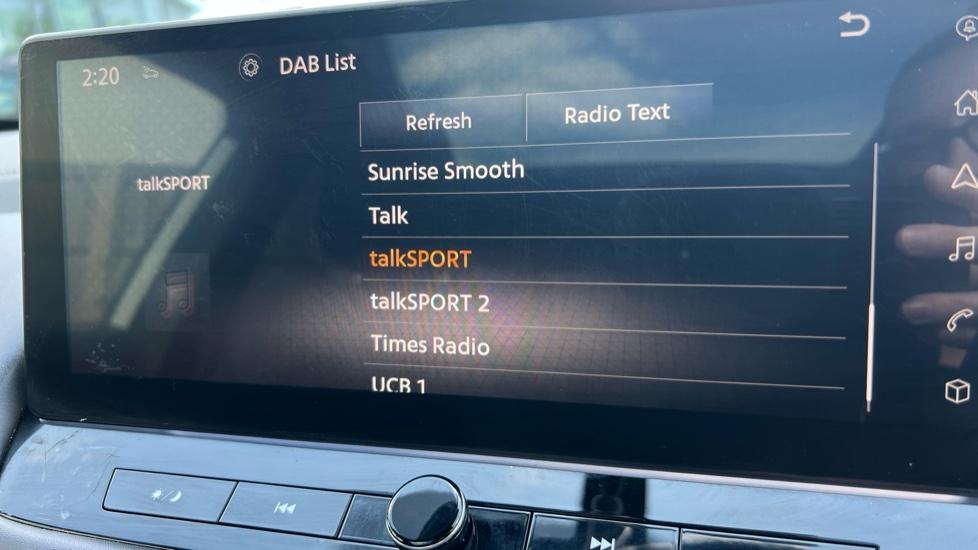 2:20
DAB List
Refresh
Radio Text
talkSPORT
Sunrise Smooth
Talk
talkSPORT
talkSPORT 2
Times Radio
UCB 1